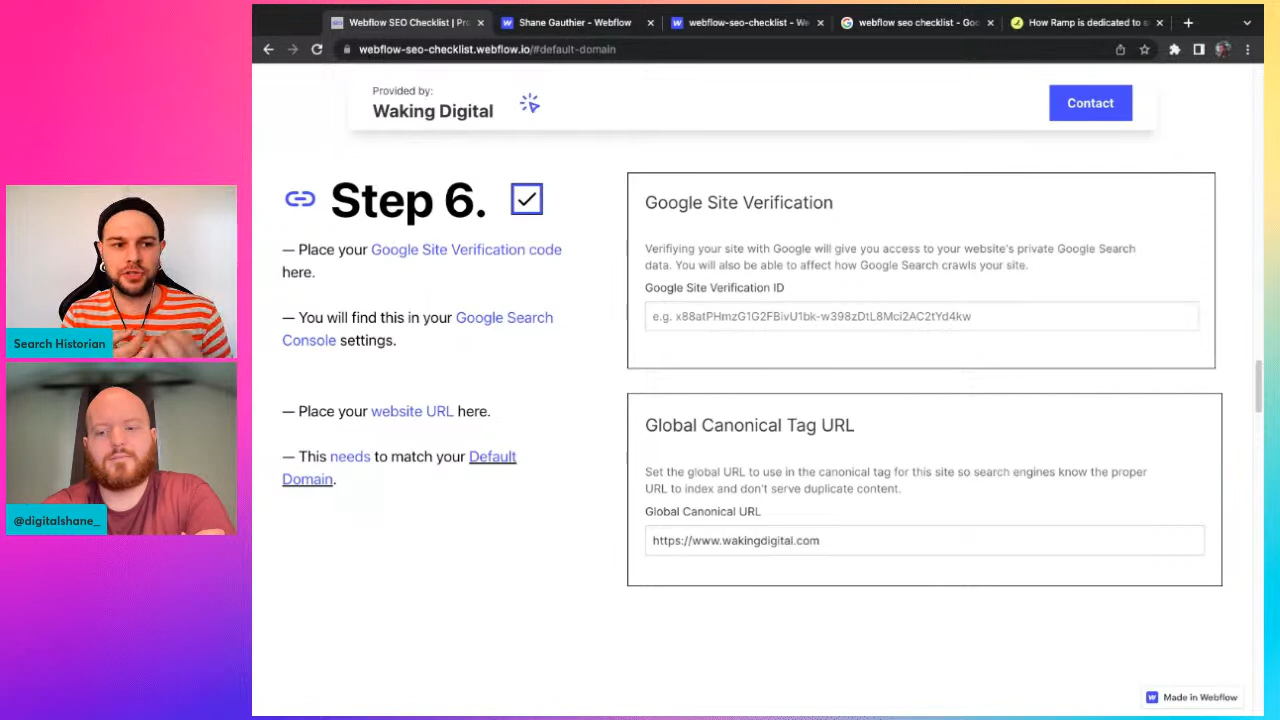 Webflow SEO Checklist | Pro
Shane Gauthier - Webflow
webflow-seo-checklist - We
webflow seo checklist - Goo
How Ramp is dedicated to s
webflow-seo-checklist.webflow.io/#default-domain
Provided by:
Waking Digital
Contact
Step 6.
— Place your Google Site Verification code
here.
— You will find this in your Google Search
Console settings.
— Place your website URL here.
— This needs to match your Default
Domain.
Google Site Verification
Verifiying your site with Google will give you access to your website's private Google Search
data. You will also be able to affect how Google Search crawls your site.
Google Site Verification ID
e.g. x88atPHmzG1G2FBivU1bk-w398zDtL8Mci2AC2tYd4kw
Global Canonical Tag URL
Set the global URL to use in the canonical tag for this site so search engines know the proper
URL to index and don't serve duplicate content.
Global Canonical URL
https://www.wakingdigital.com
Made in Webflow
Search Historian
@digitalshane_